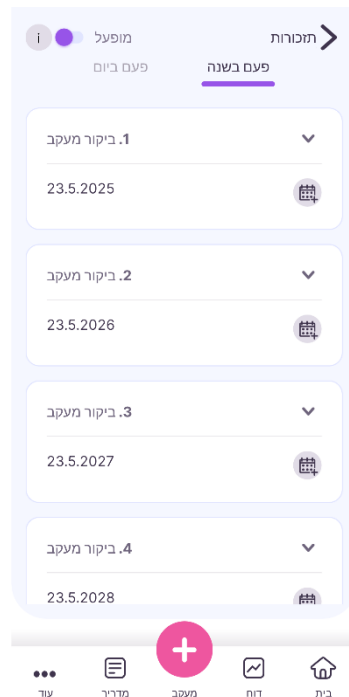 תזכורות
מופעל
i
פעם בשנה
פעם ביום
1. ביקור מעקב
23.5.2025
2. ביקור מעקב
23.5.2026
3. ביקור מעקב
23.5.2027
4. ביקור מעקב
23.5.2028
בית
דוח
מעקב
מדריך
עוד